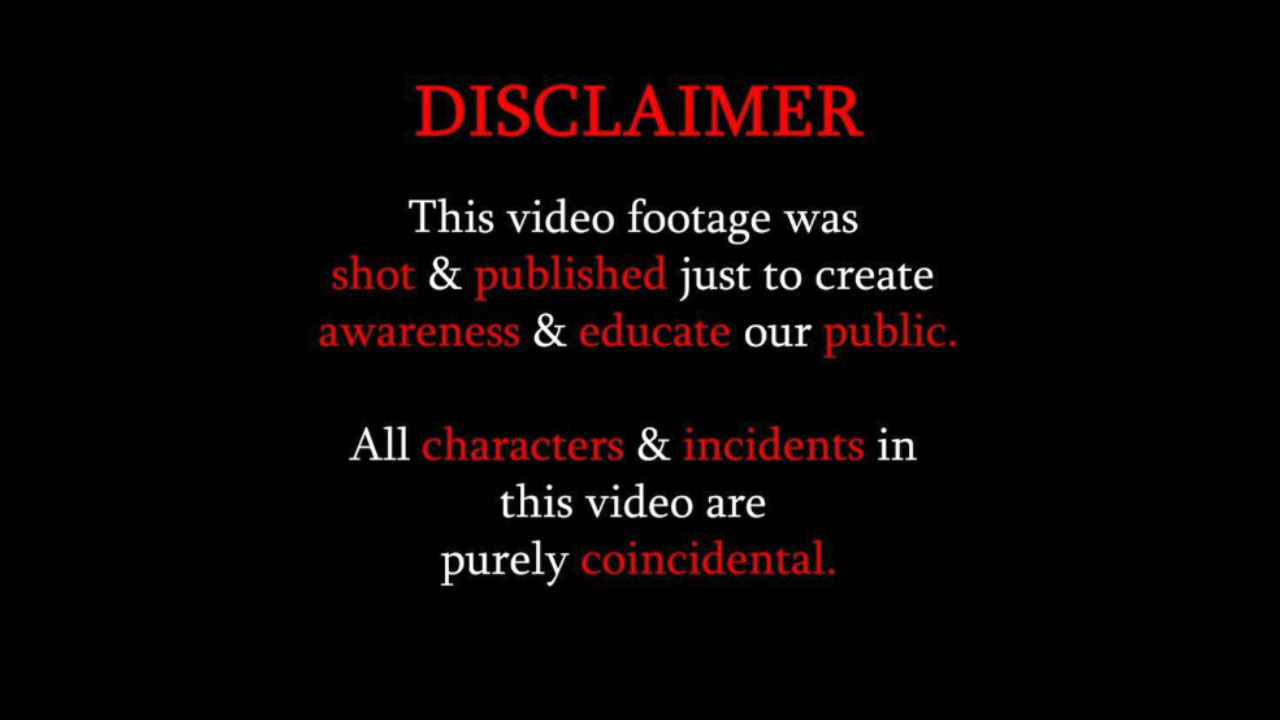 DISCLAIMER
This video footage was
shot & published just to create
awareness & educate our public.
All characters & incidents in
this video are
purely coincidental.